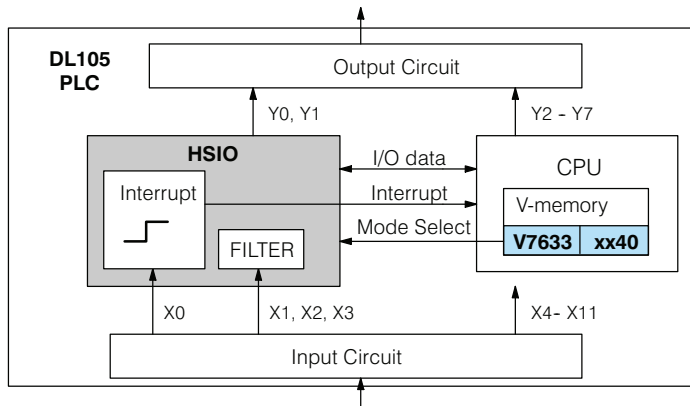 DL105
PLC
Output Circuit
Y0, Y1
Y2 - Y7
HSIO
I/O data
CPU
Interrupt
Interrupt
V-memory
Mode Select
V7633
xx40
FILTER
X0
X1, X2, X3
X4- X11
Input Circuit